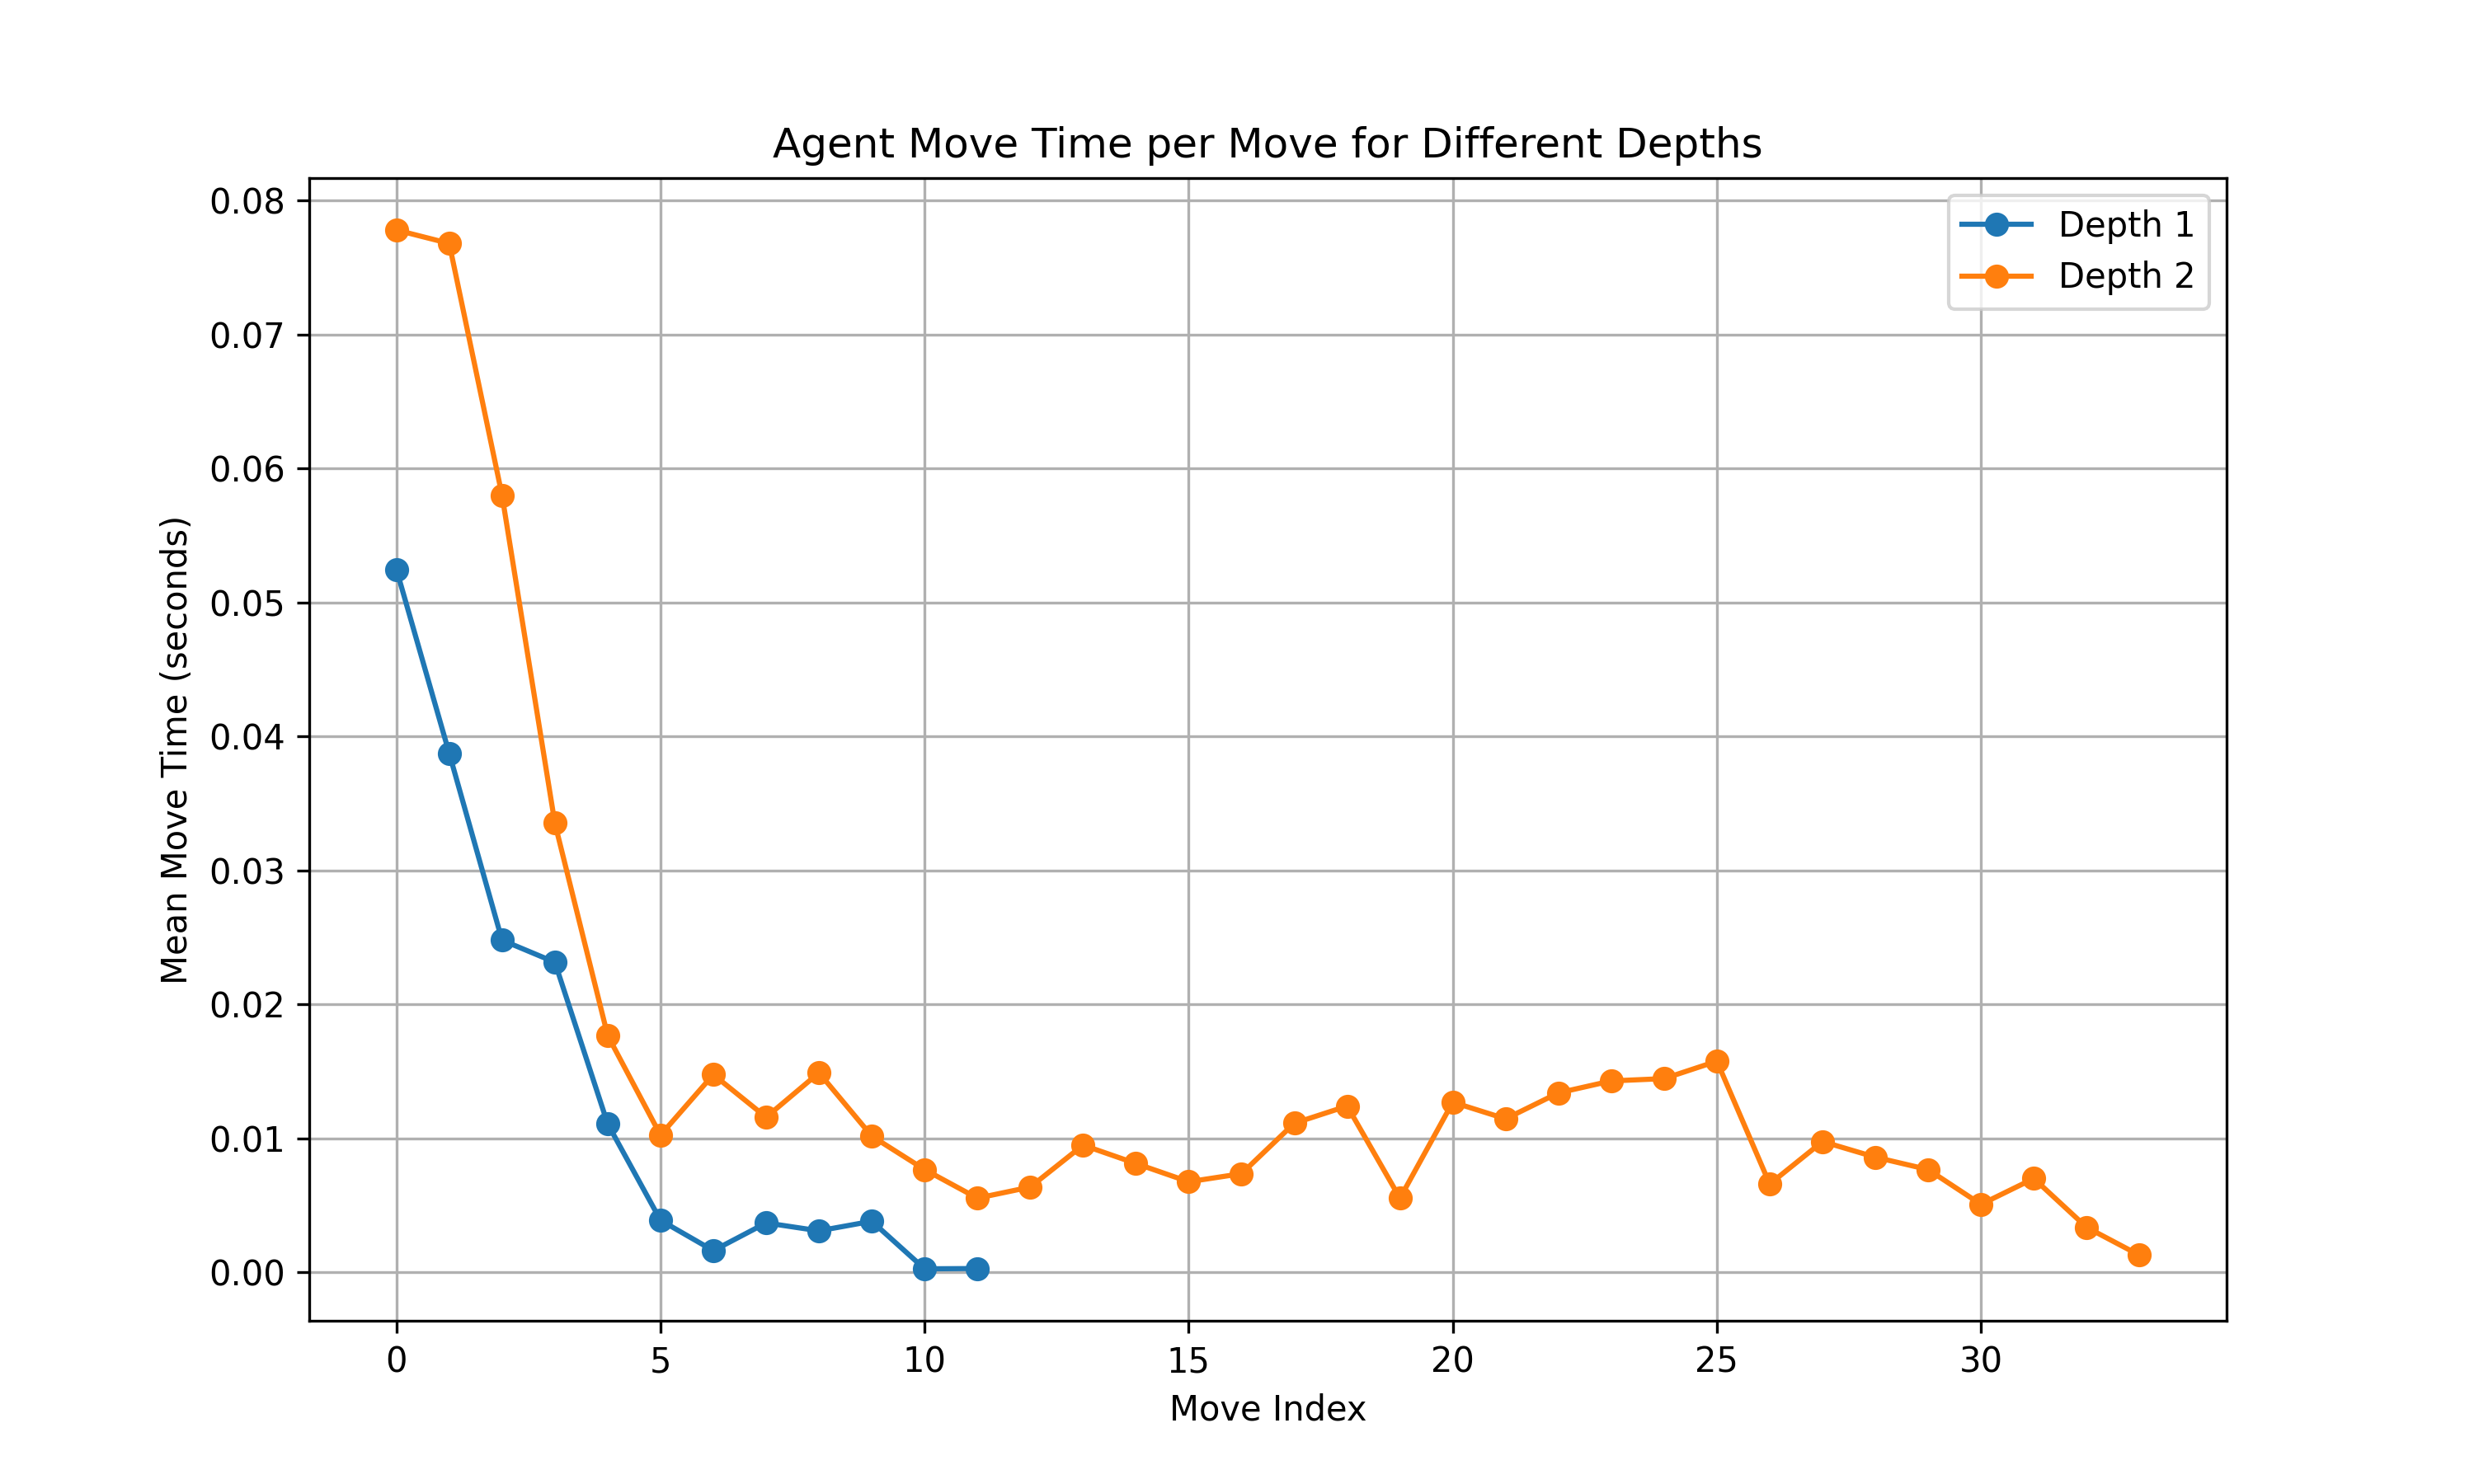 Agent Move Time per Move for Different Depths
Depth 1
Depth 2
0.08
0.07
0.06
0.05
0.04
0.03
0.02
0.01
0.00
Mean Move Time (seconds)
0 5 10 15 20 25 30
Move Index